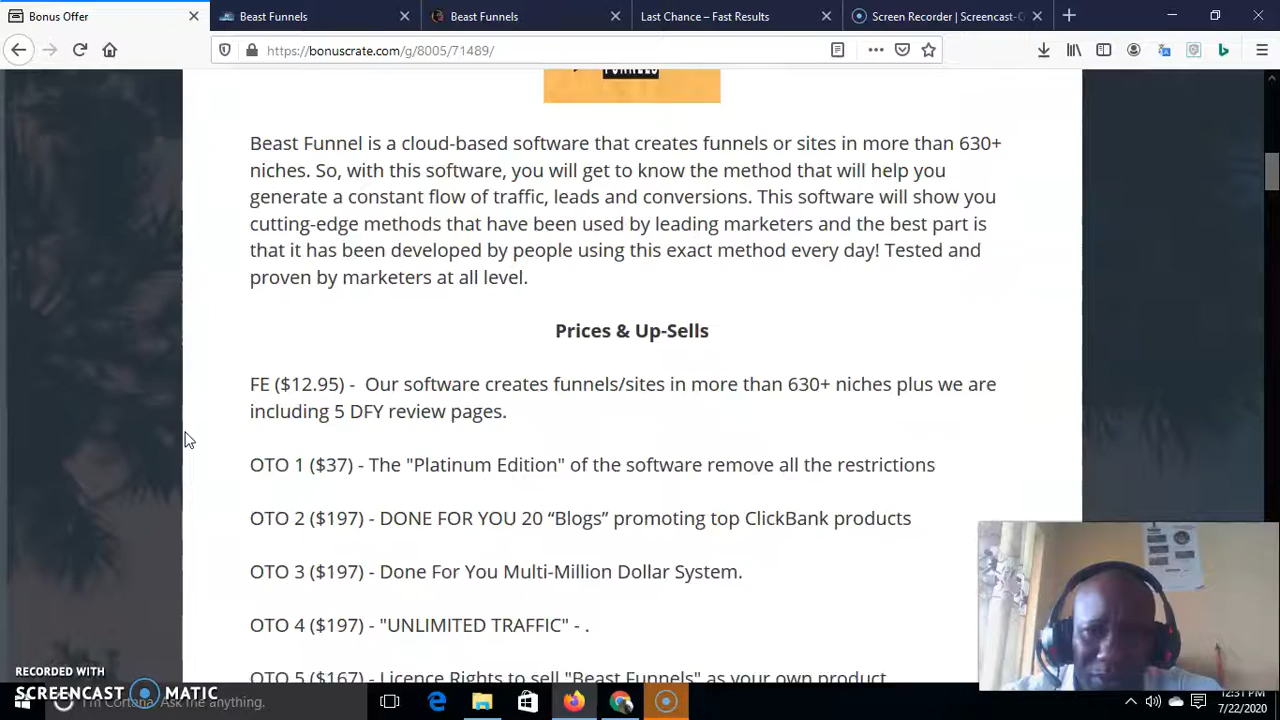 Bonus Offer
Beast Funnels
Beast Funnels
Last Chance – Fast Results
Screen Recorder | Screencast-O
https://bonuscrate.com/g/8005/71489/
FUNNELS
Beast Funnel is a cloud-based software that creates funnels or sites in more than 630+
niches. So, with this software, you will get to know the method that will help you
generate a constant flow of traffic, leads and conversions. This software will show you
cutting-edge methods that have been used by leading marketers and the best part is
that it has been developed by people using this exact method every day! Tested and
proven by marketers at all level.
Prices & Up-Sells
FE ($12.95) - Our software creates funnels/sites in more than 630+ niches plus we are
including 5 DFY review pages.
OTO 1 ($37) - The "Platinum Edition" of the software remove all the restrictions
OTO 2 ($197) - DONE FOR YOU 20 “Blogs” promoting top ClickBank products
OTO 3 ($197) - Done For You Multi-Million Dollar System.
OTO 4 ($197) - "UNLIMITED TRAFFIC" - .
OTO 5 ($167) - Licence Rights to sell "Beast Funnels" as your own product
RECORDED WITH
SCREENCAST MATIC
I'm Cortana. Ask me anything.
12:31 PM
7/22/2020